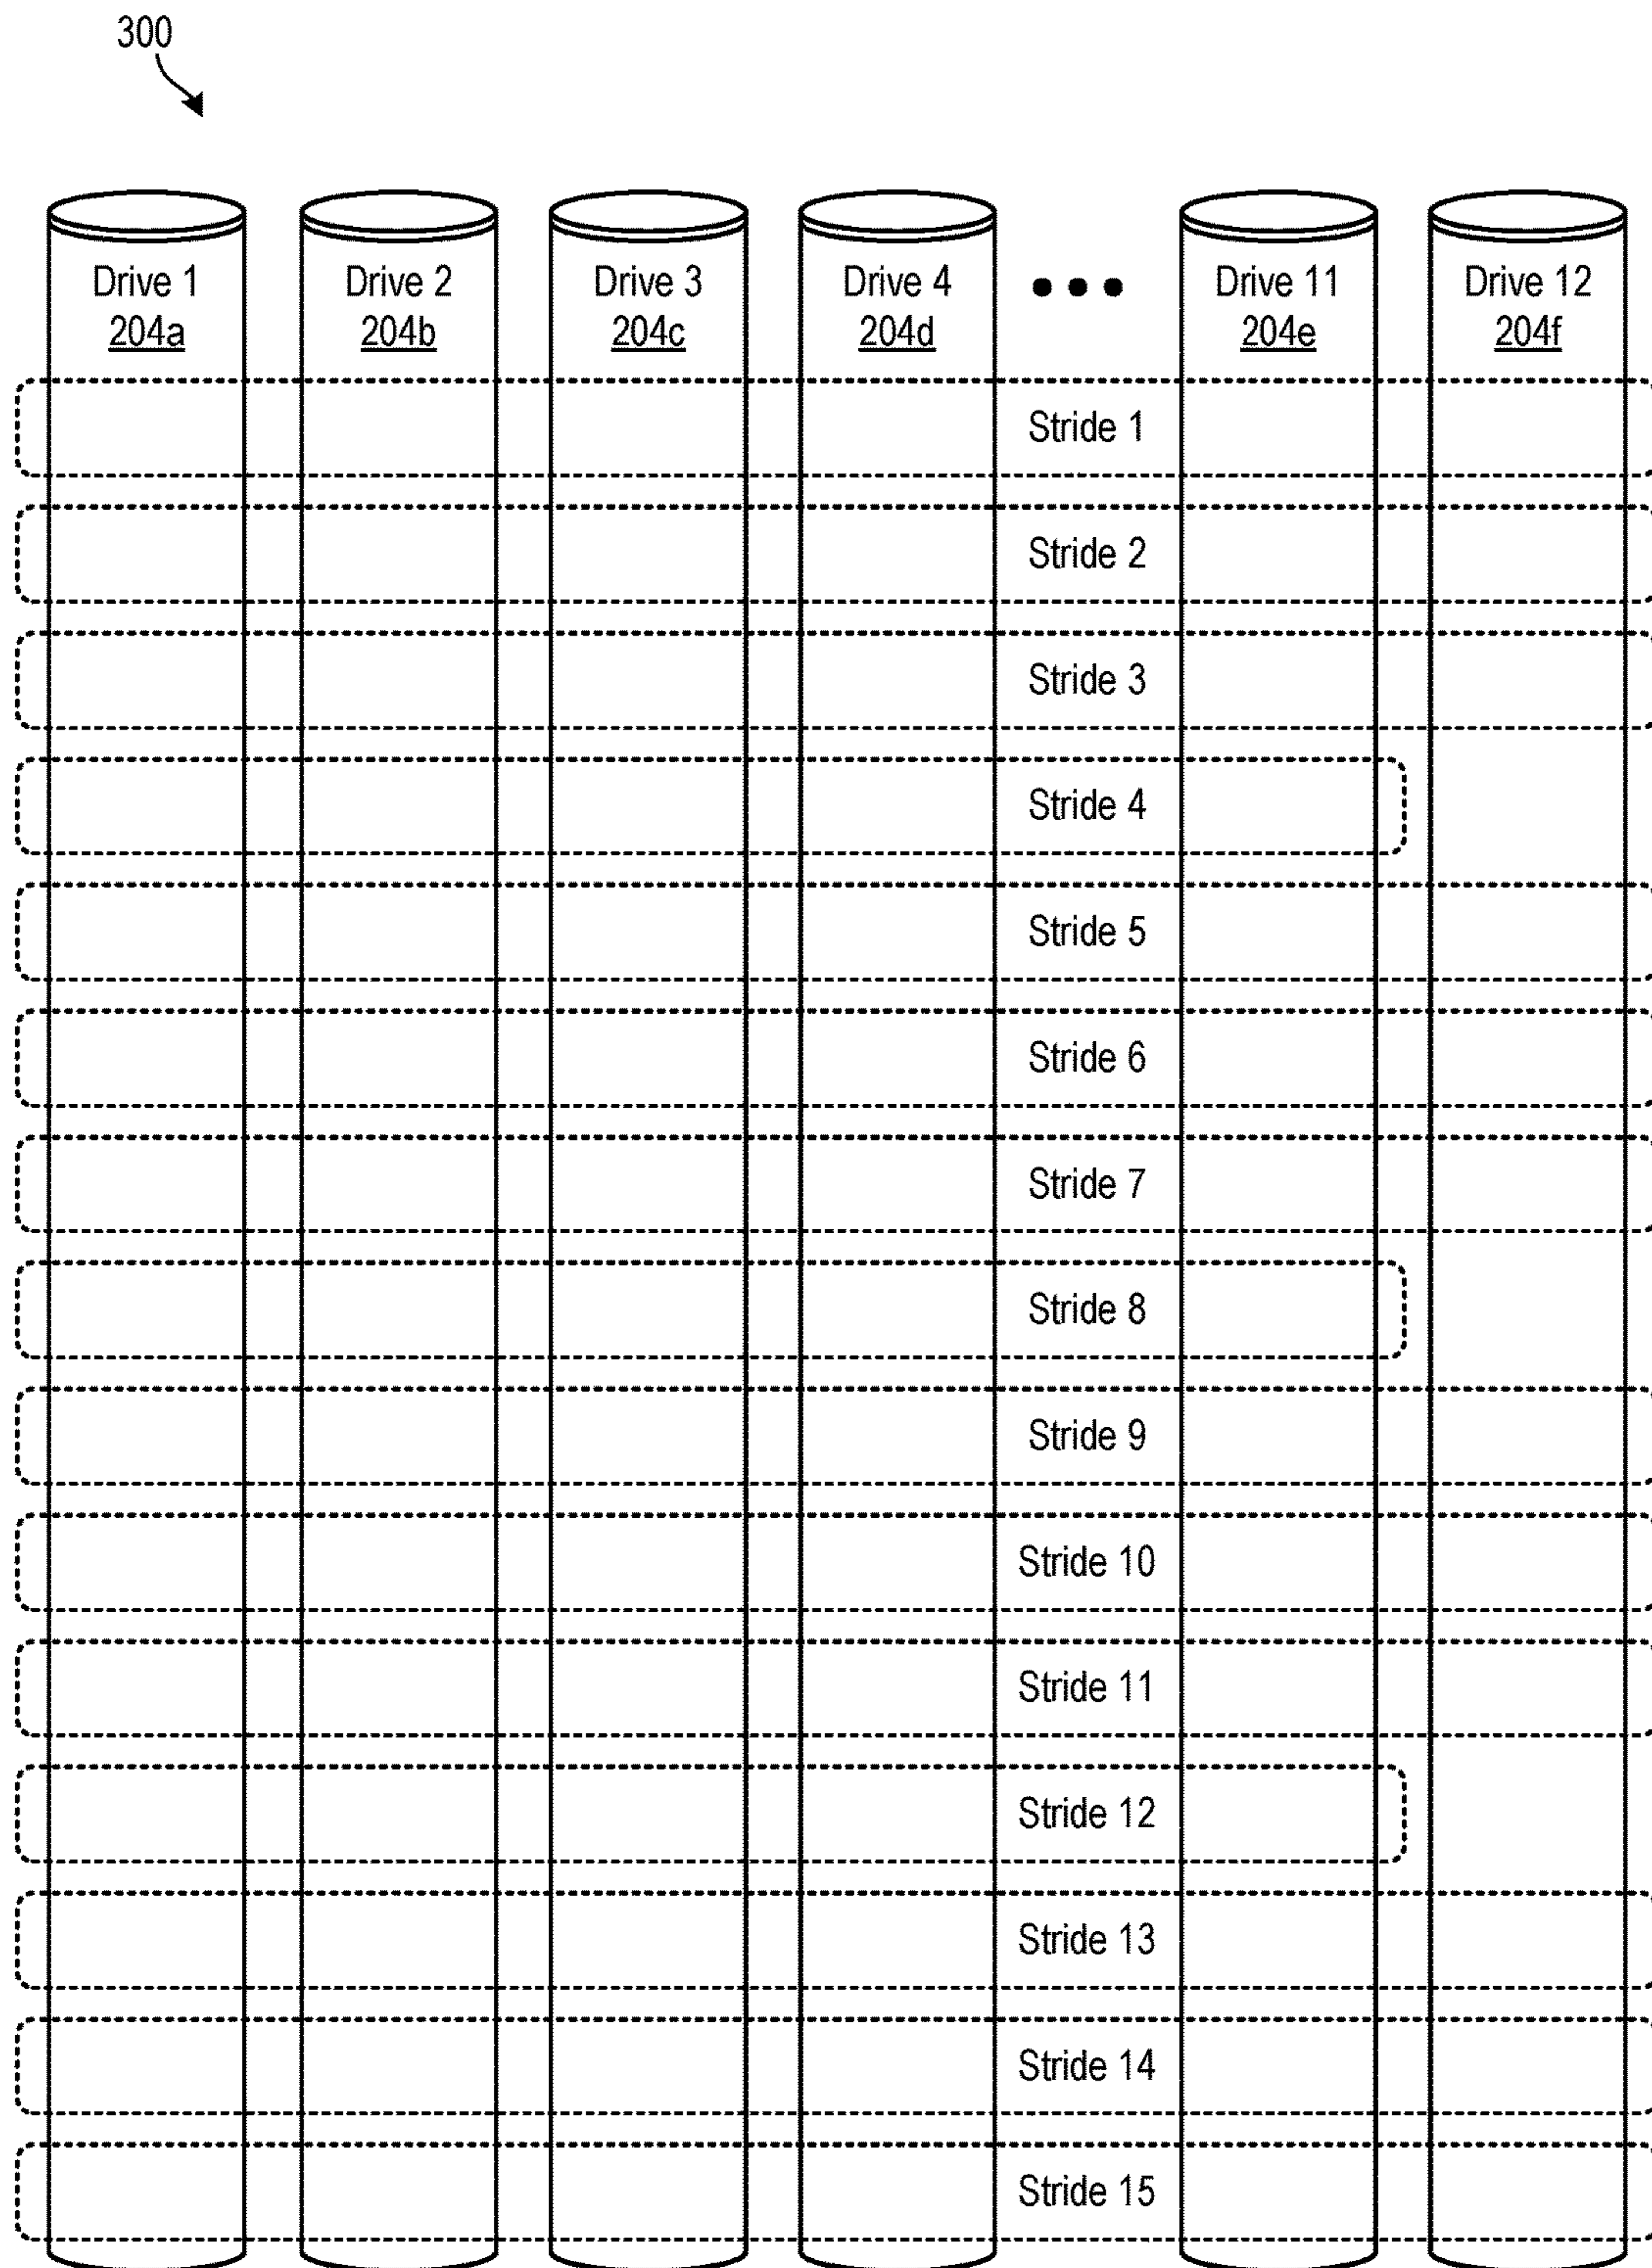 300
Drive 1
204a
Drive 2
204b
Drive 3
204c
Drive 4
204d
•••
Drive 11
204e
Drive 12
204f
Stride 1
Stride 2
Stride 3
Stride 4
Stride 5
Stride 6
Stride 7
Stride 8
Stride 9
Stride 10
Stride 11
Stride 12
Stride 13
Stride 14
Stride 15